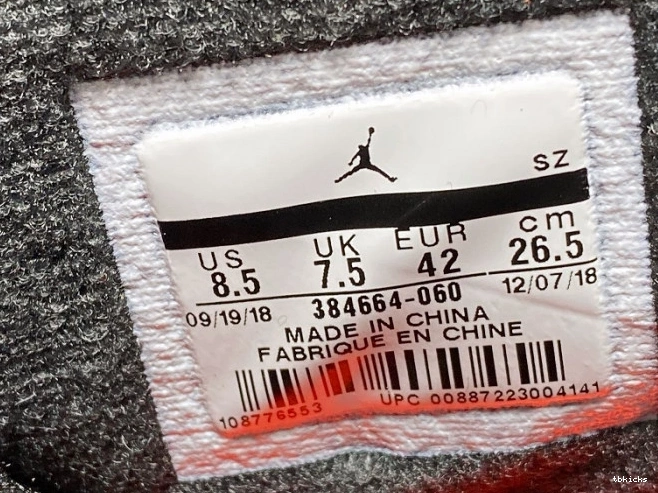 SZ
US UK EUR cm
8.5 7.5 42 26.5
09/19/18 384664-060 12/07/18
MADE IN CHINA
FABRIQUE EN CHINE
108776553 UPC 00887223004141
tbkicks